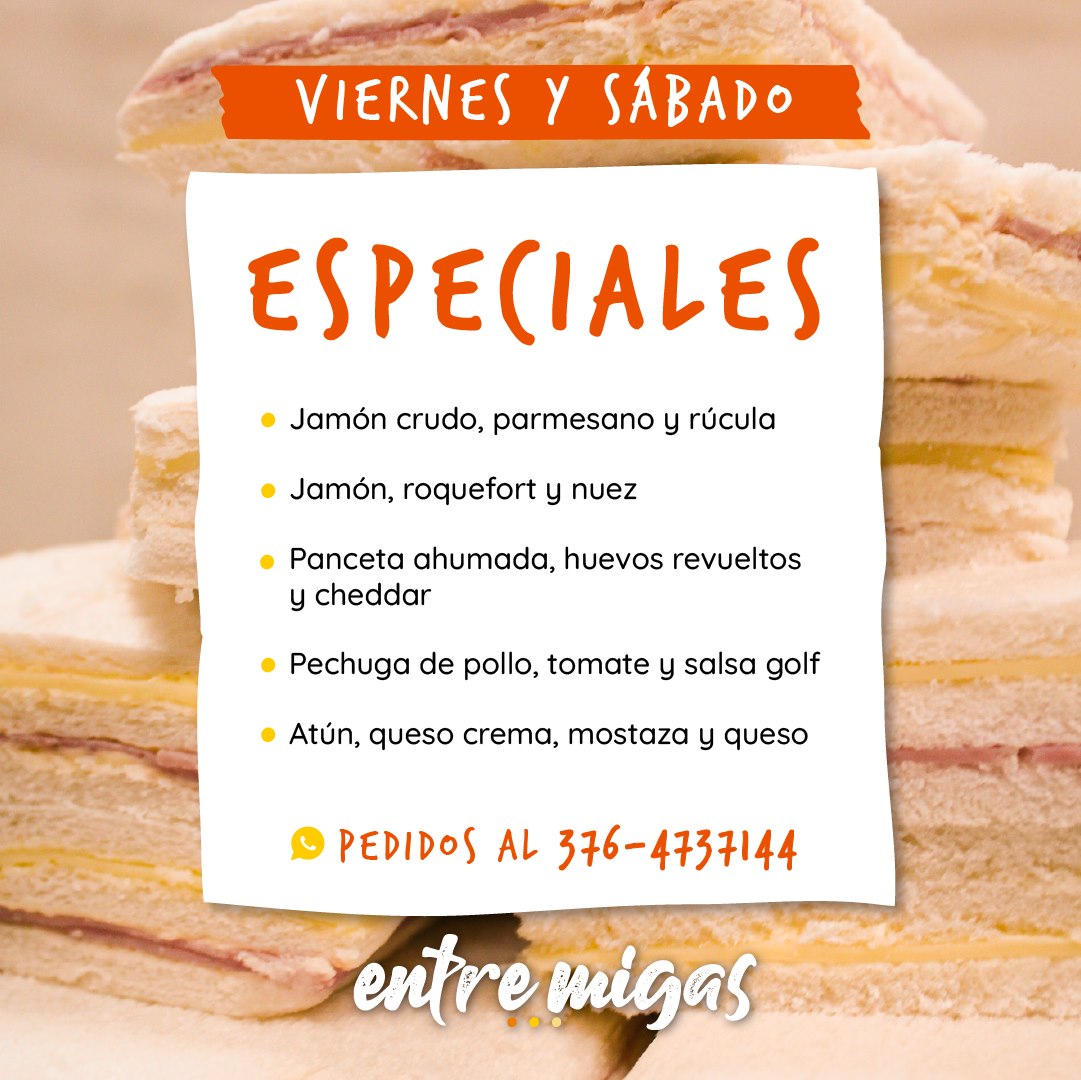 VIERNES Y SÁBADO
ESPECIALES
Jamón crudo, parmesano y rúcula
Jamón, roquefort y nuez
Panceta ahumada, huevos revueltos
y cheddar
Pechuga de pollo, tomate y salsa golf
Atún, queso crema, mostaza y queso
PEDIDOS AL 376-4737144
entre migas